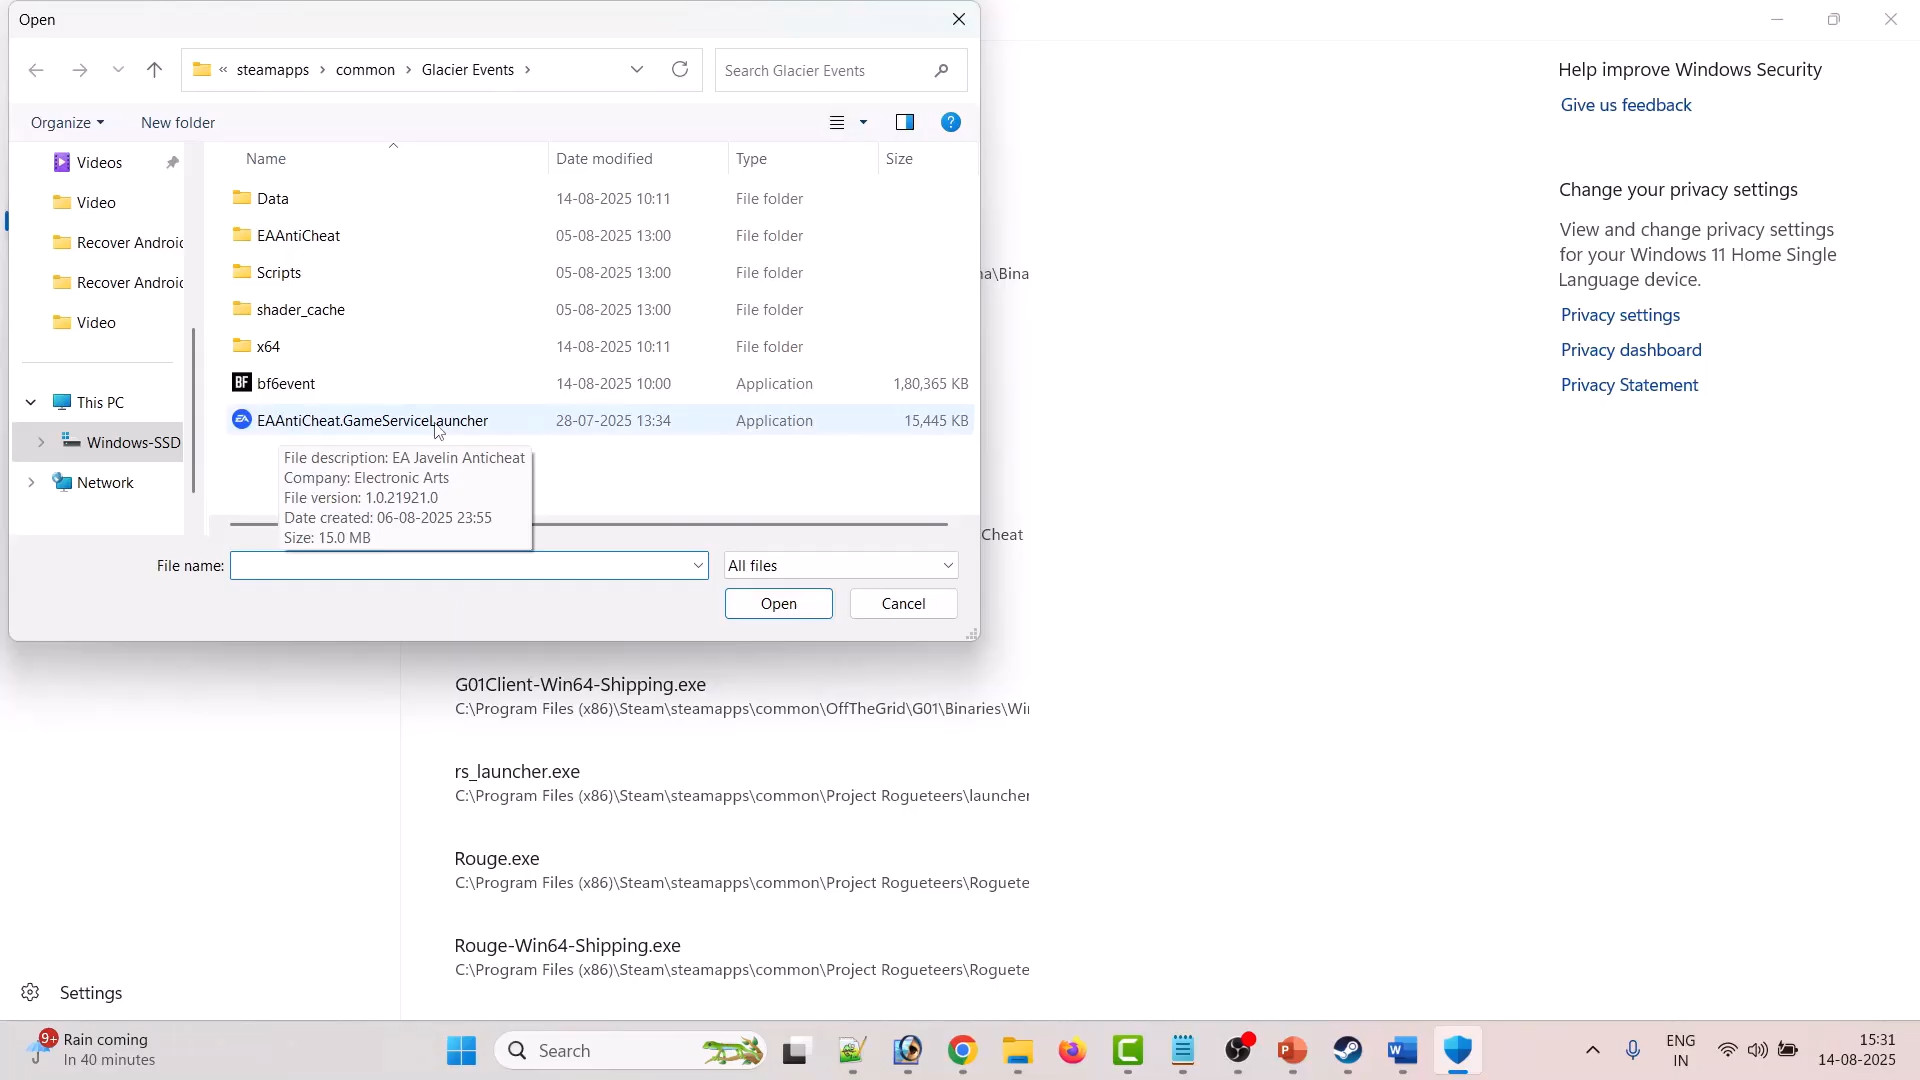 Open
« steamapps › common › Glacier Events ›
Search Glacier Events
Organize
New folder
?
Name
Date modified
Type
Size
Videos
Video
Recover Androic
Recover Androic
Video
This PC
Windows-SSD
Network
Data 14-08-2025 10:11 File folder
EAAntiCheat 05-08-2025 13:00 File folder
Scripts 05-08-2025 13:00 File folder
shader_cache 05-08-2025 13:00 File folder
x64 14-08-2025 10:11 File folder
BF bf6event 14-08-2025 10:00 Application 1,80,365 KB
EA EAAntiCheat.GameServiceLauncher 28-07-2025 13:34 Application 15,445 KB
File description: EA Javelin Anticheat
Company: Electronic Arts
File version: 1.0.21921.0
Date created: 06-08-2025 23:55
Size: 15.0 MB
File name:
All files
Open
Cancel
na\Bina
Cheat
G01Client-Win64-Shipping.exe
C:\Program Files (x86)\Steam\steamapps\common\OffTheGrid\G01\Binaries\Wi
rs_launcher.exe
C:\Program Files (x86)\Steam\steamapps\common\Project Rogueteers\launcher
Rouge.exe
C:\Program Files (x86)\Steam\steamapps\common\Project Rogueteers\Roguete
Rouge-Win64-Shipping.exe
C:\Program Files (x86)\Steam\steamapps\common\Project Rogueteers\Roguete
Help improve Windows Security
Give us feedback
Change your privacy settings
View and change privacy settings
for your Windows 11 Home Single
Language device.
Privacy settings
Privacy dashboard
Privacy Statement
Settings
9+
Rain coming
In 40 minutes
Search
ENG
IN
15:31
14-08-2025